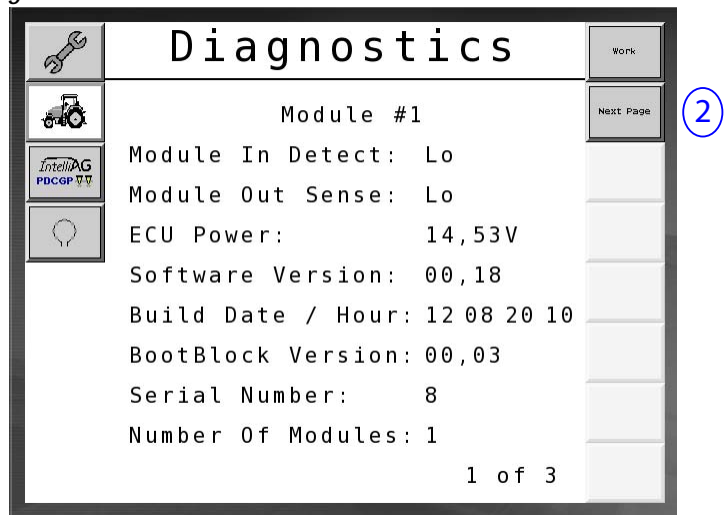 Diagnostics
Work
Next Page
2
IntelliAG
PDCGP
Module #1
Module In Detect: Lo
Module Out Sense: Lo
ECU Power: 14,53V
Software Version: 00,18
Build Date / Hour: 12 08 20 10
BootBlock Version: 00,03
Serial Number: 8
Number Of Modules: 1
1 of 3